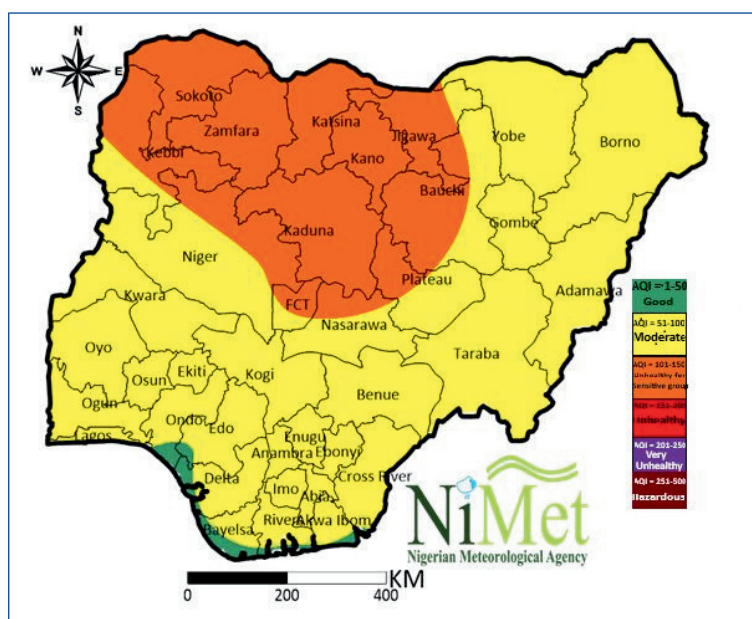 N
W E
S
Sokoto
Zamfara
Katsina
Jigawa
Kano
Kebbi
Yobe
Borno
Bauchi
Gombe
Kaduna
Niger
Plateau
FCT
Adamawa
Kwara
Nasarawa
Taraba
Oyo
Kogi
Ekiti
Osun
Benue
Ogun
Ondo
Edo
Lagos
Enugu
Anambra
Ebonyi
Delta
Cross River
Imo
Abia
Rivers
Akwa Ibom
Bayelsa
AQI = 1-50
Good
AQI = 51-100
Moderate
AQI = 101-150
Unhealthy for
Sensitive group
Unhealthy
AQI = 201-250
Very
Unhealthy
AQI = 251-500
Hazardous
NiMet
Nigerian Meteorological Agency
KM
0 200 400